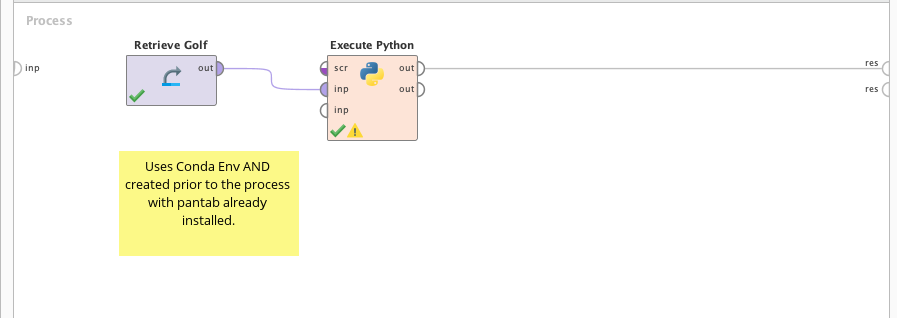 Process
Retrieve Golf
Execute Python
inp
out
scr
out
res
inp
out
res
inp
Uses Conda Env AND
created prior to the process
with pantab already
installed.